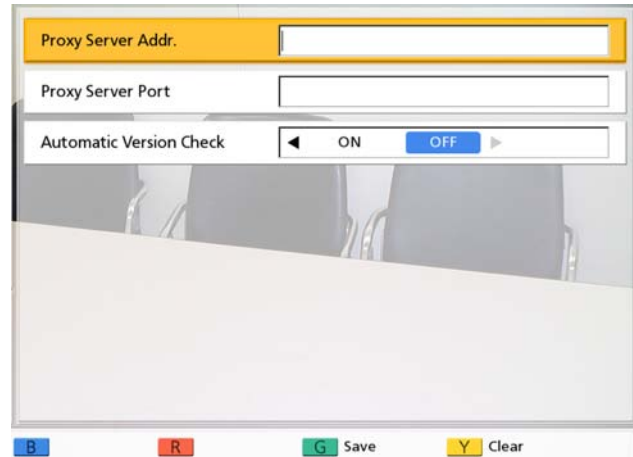 Proxy Server Addr.
Proxy Server Port
Automatic Version Check ON OFF
B R G Save Y Clear